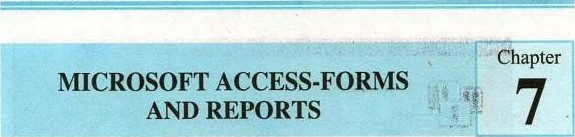 MICROSOFT ACCESS-FORMS
AND REPORTS
Chapter
7